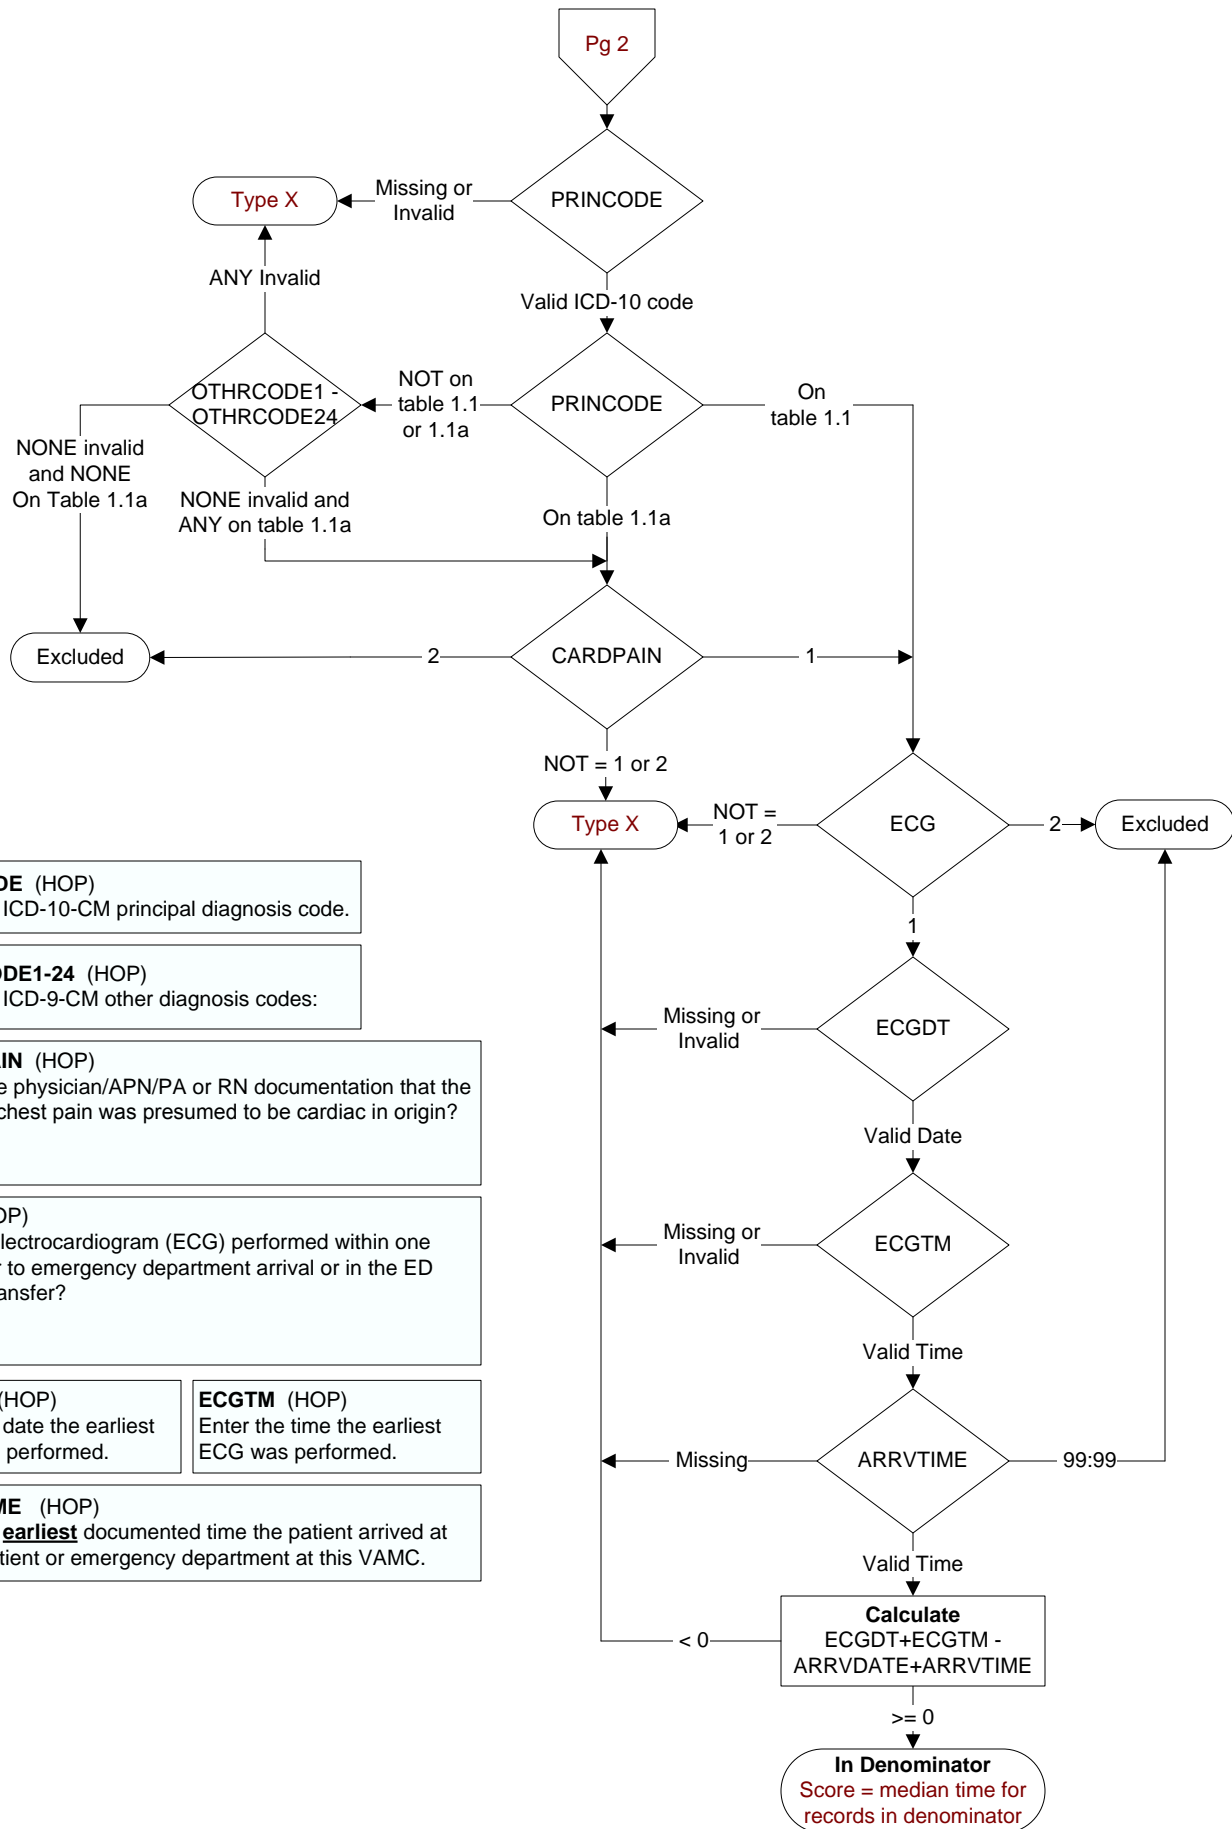 Pg 2
PRINCODE
Missing or
Invalid
Type X
Valid ICD-10 code
ANY Invalid
PRINCODE
NOT on
table 1.1
or 1.1a
On
table 1.1
OTHRCODE1 -
OTHRCODE24
NONE invalid
and NONE
On Table 1.1a
NONE invalid and
ANY on table 1.1a
On table 1.1a
CARDPAIN
2
Excluded
1
NOT = 1 or 2
Type X
NOT =
1 or 2
ECG
2
Excluded
1
ECGDT
Missing or
Invalid
Valid Date
ECGTM
Missing or
Invalid
Valid Time
ARRVTIME
Missing
99:99
Valid Time
Calculate
ECGDT+ECGTM -
ARRVDATE+ARRVTIME
< 0
>= 0
In Denominator
Score = median time for
records in denominator
DE (HOP)
ICD-10-CM principal diagnosis code.
ODE1-24 (HOP)
ICD-9-CM other diagnosis codes:
AIN (HOP)
e physician/APN/PA or RN documentation that the
chest pain was presumed to be cardiac in origin?
OP)
lectrocardiogram (ECG) performed within one
r to emergency department arrival or in the ED
ansfer?
(HOP)
date the earliest
performed.
ECGTM (HOP)
Enter the time the earliest
ECG was performed.
ME (HOP)
earliest documented time the patient arrived at
tient or emergency department at this VAMC.